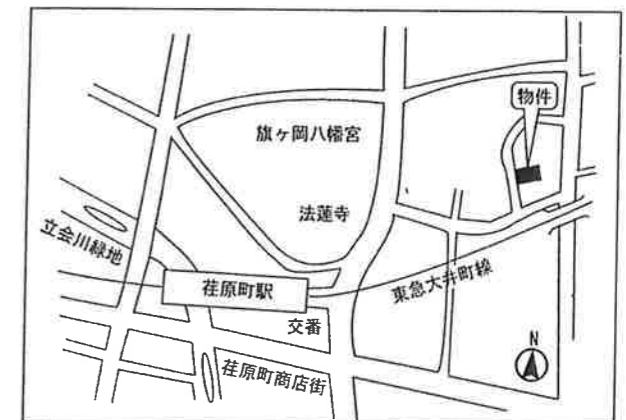 物件
旗ヶ岡八幡宮
法蓮寺
立会川緑地
荏原町駅
東急大井町線
交番
荏原町商店街
N